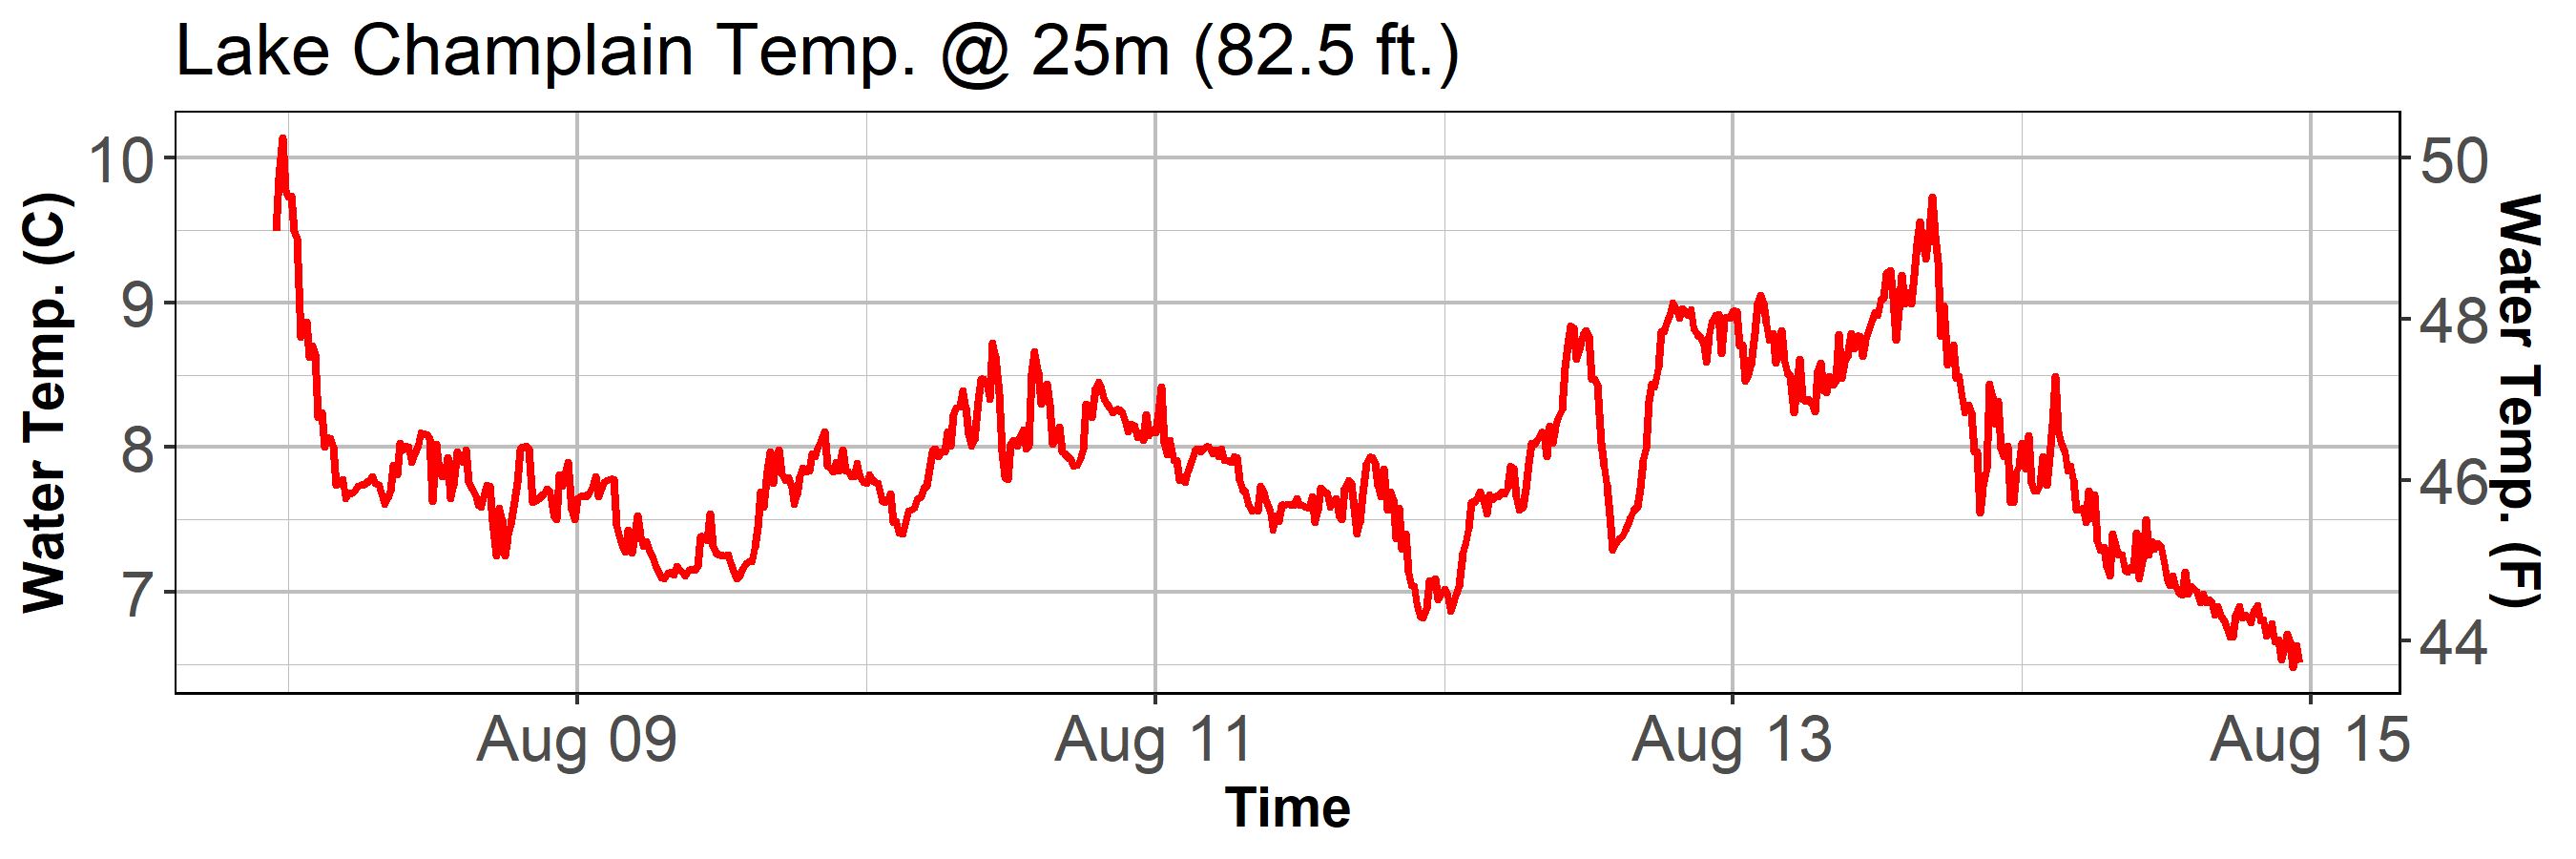 Lake Champlain Temp. @ 25m (82.5 ft.)
10
9
8
7
Water Temp. (C)
50
48
46
44
Water Temp. (F)
Aug 09
Aug 11
Aug 13
Aug 15
Time